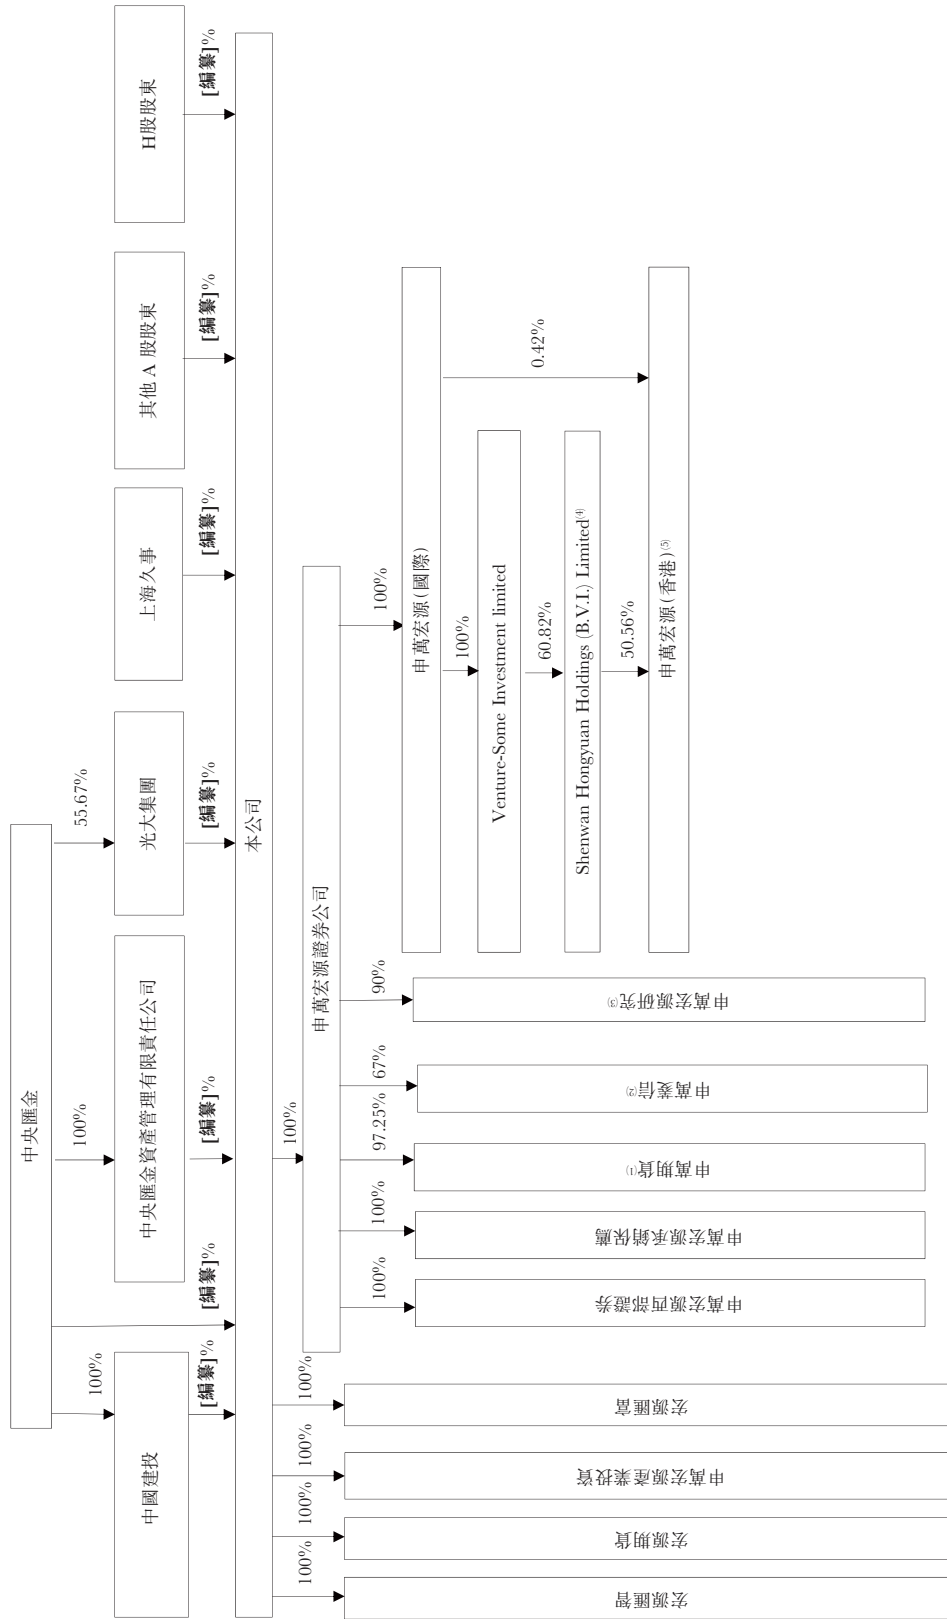 中央匯金
100%
100%
55.67%
中國建投
中央匯金資產管理有限責任公司
光大集團
上海久事
其他 A 股股東
H股股東
[編纂]%
[編纂]%
[編纂]%
[編纂]%
[編纂]%
[編纂]%
[編纂]%
本公司
100%
100%
100%
100%
100%
宏源匯智
宏源期貨
申萬宏源產業投資
宏源匯富
申萬宏源證券公司
100%
100%
97.25%
67%
90%
100%
申萬宏源西部證券
申萬宏源承銷保薦
申萬期貨(1)
申萬菱信(2)
申萬宏源研究(3)
申萬宏源(國際)
100%
0.42%
Venture-Some Investment limited
60.82%
Shenwan Hongyuan Holdings (B.V.I.) Limited(4)
50.56%
申萬宏源(香港)(5)